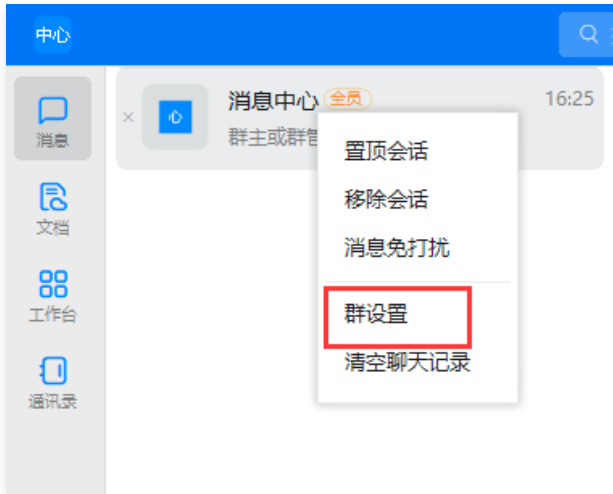 中心
消息
文档
工作台
通讯录
× 心 消息中心 全员 16:25
群主或群管
置顶会话
移除会话
消息免打扰
群设置
清空聊天记录